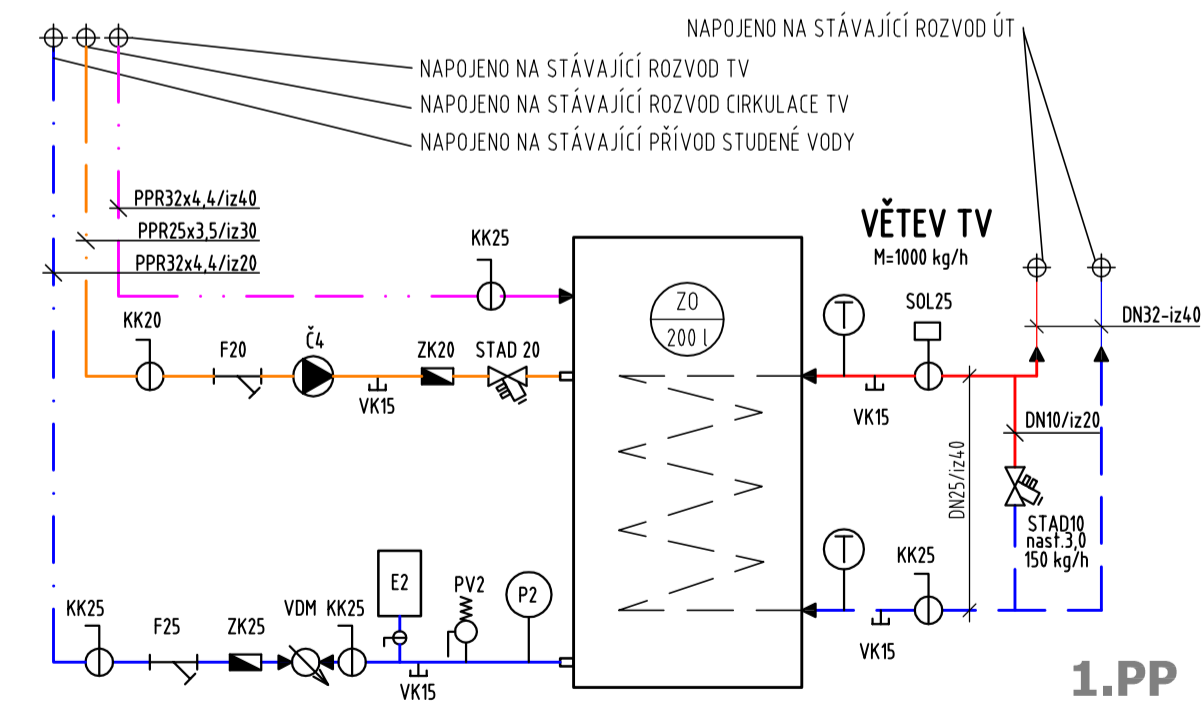 NAPOJENO NA STÁVAJÍCÍ ROZVOD ÚT
NAPOJENO NA STÁVAJÍCÍ ROZVOD TV
NAPOJENO NA STÁVAJÍCÍ ROZVOD CIRKULACE TV
NAPOJENO NA STÁVAJÍCÍ PŘÍVOD STUDENÉ VODY
PPR32x4,4/iz40
PPR25x3,5/iz30
PPR32x4,4/iz20
KK25
VĚTEV TV
M=1000 kg/h
ZO
200 l
T
SOL25
DN32-iz40
KK20
F20
Č4
VK15
ZK20
STAD 20
VK15
DN10/iz20
DN25/iz40
STAD10
nast.3,0
150 kg/h
T
KK25
VK15
KK25
F25
ZK25
VDM
KK25
E2
VK15
PV2
P2
1.PP